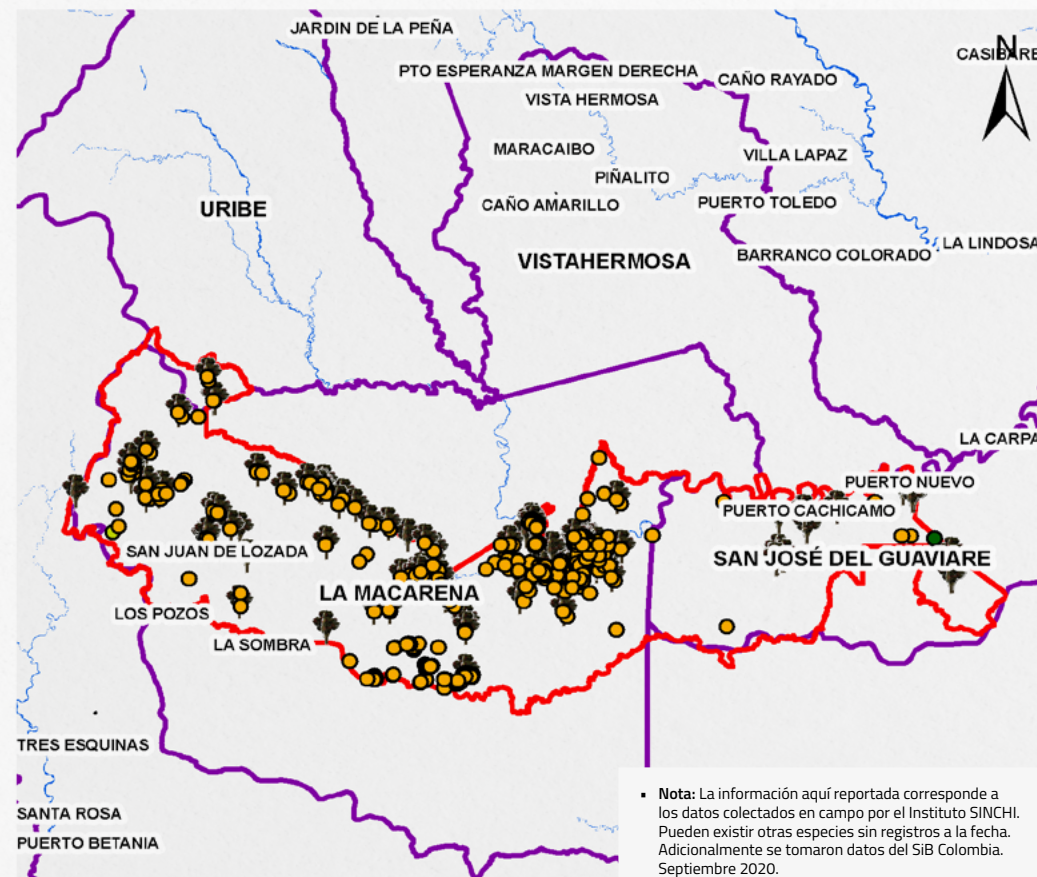 JARDIN DE LA PEÑA
N
CASIBARE
PTO ESPERANZA MARGEN DERECHA
CAÑO RAYADO
VISTA HERMOSA
MARACAIBO
VILLA LAPAZ
PIÑALITO
URIBE
CAÑO AMARILLO
PUERTO TOLEDO
VISTAHERMOSA
BARRANCO COLORADO
LA LINDOSA
LA CARPA
PUERTO NUEVO
PUERTO CACHICAMO
SAN JUAN DE LOZADA
SAN JOSÉ DEL GUAVIARE
LA MACARENA
LOS POZOS
LA SOMBRA
TRES ESQUINAS
SANTA ROSA
PUERTO BETANIA
▪ Nota: La información aquí reportada corresponde a
los datos colectados en campo por el Instituto SINCHI.
Pueden existir otras especies sin registros a la fecha.
Adicionalmente se tomaron datos del SiB Colombia.
Septiembre 2020.